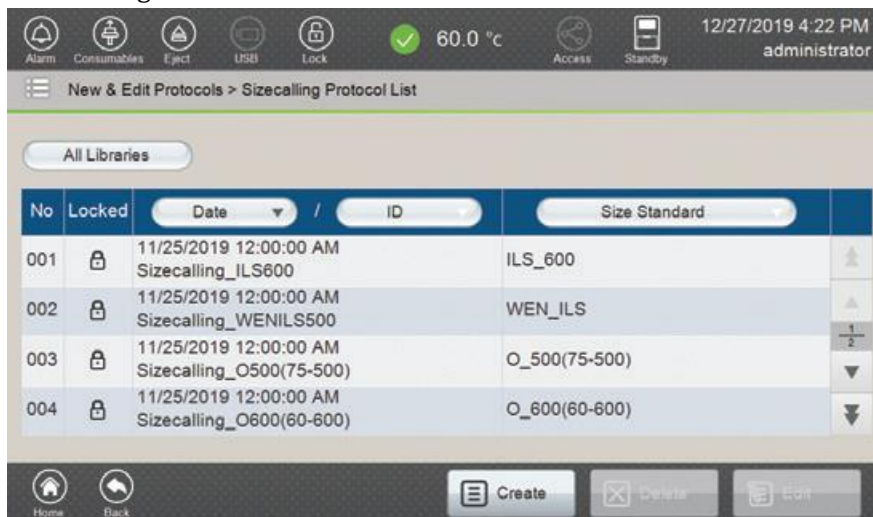 12/27/2019 4:22 PM
60.0 °c
administrator
Alarm Consumables Eject USB Lock Access Standby
New & Edit Protocols > Sizecalling Protocol List
All Libraries
No Locked Date / ID Size Standard
11/25/2019 12:00:00 AM
001 ILS_600
Sizecalling_ILS600
11/25/2019 12:00:00 AM
002 WEN_ILS
Sizecalling_WENILS500
11/25/2019 12:00:00 AM
003 O_500(75-500)
Sizecalling_O500(75-500)
11/25/2019 12:00:00 AM
004 O_600(60-600)
Sizecalling_O600(60-600)
1
2
Create Delete Edit
Home Back